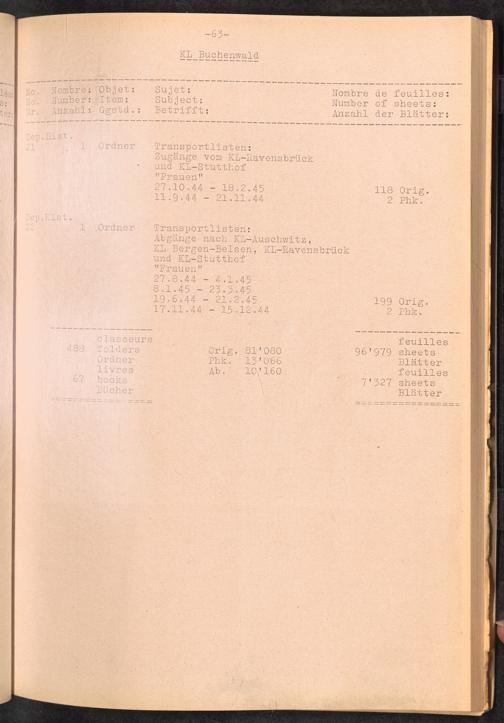 -63-
KL Buchenwald
No. Nombre: Objet: Sujet: Nombre de feuilles:
No. Number: Item: Subject: Number of sheets:
Nr. Anzahl: Ggstd.: Betrifft: Anzahl der Blätter:
Dep.Hist.
21 1 Ordner Transportlisten:
Zugänge vom KL-Ravensbrück
und KL-Stutthof
"Frauen"
27.10.44 - 18.2.45 118 Orig.
11.9.44 - 21.11.44 2 Phk.
Dep.Hist.
22 1 Ordner Transportlisten:
Abgänge nach KL-Auschwitz,
KL Bergen-Belsen, KL-Ravensbrück
und KL-Stutthof
"Frauen"
27.8.44 - 4.1.45
8.1.45 - 23.3.45
19.6.44 - 21.2.45 199 Orig.
17.11.44 - 15.12.44 2 Phk.
classeurs feuilles
488 folders Orig. 81'080 96'979 sheets
Ordner Phk. 13'066 Blätter
livres Ab. 10'160 feuilles
67 books 7'327 sheets
Bücher Blätter